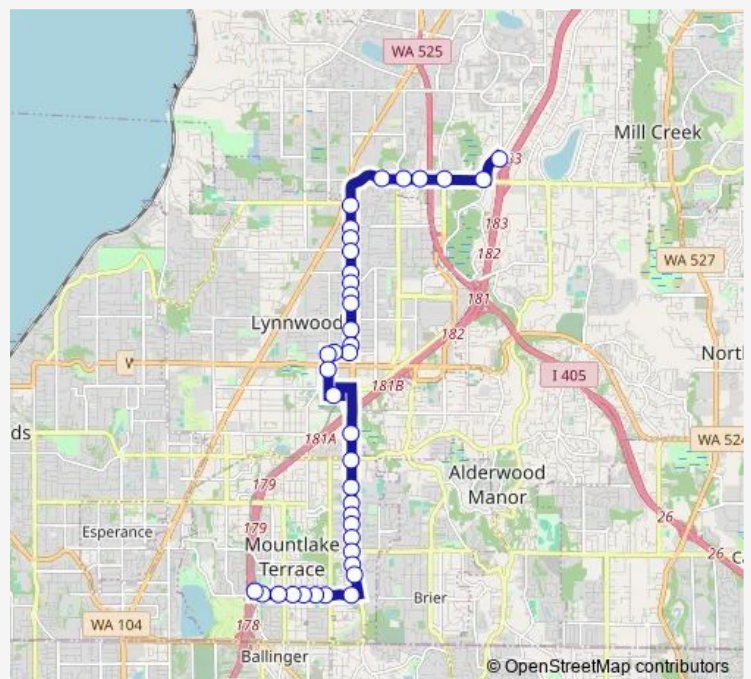 WA 525
Mill Creek
183
182
WA 527
181
Lynnwood
182
V
North
I 405
181B
ds
181A
WA 524
Alderwood
Manor
179
26
179
Esperance
Mountlake
Terrace
26
Brier
WA 104
178
Ballinger
© OpenStreetMap contributors